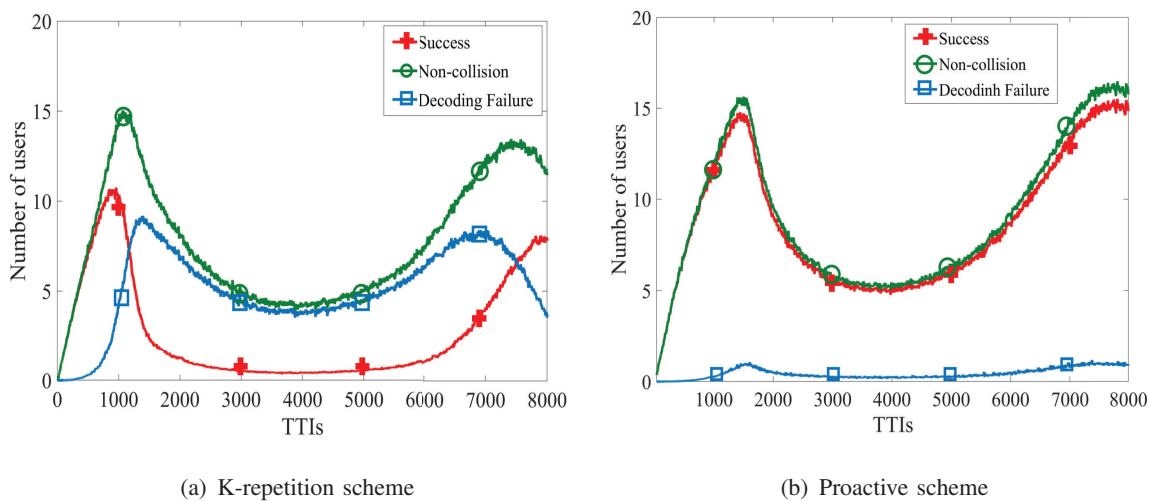 20
15
10
5
0
Number of users
Success
Non-collision
Decoding Failure
0 1000 2000 3000 4000 5000 6000 7000 8000
TTIs
(a) K-repetition scheme
20
15
10
5
0
Number of users
Success
Non-collision
Decodinh Failure
1000 2000 3000 4000 5000 6000 7000 8000
TTIs
(b) Proactive scheme